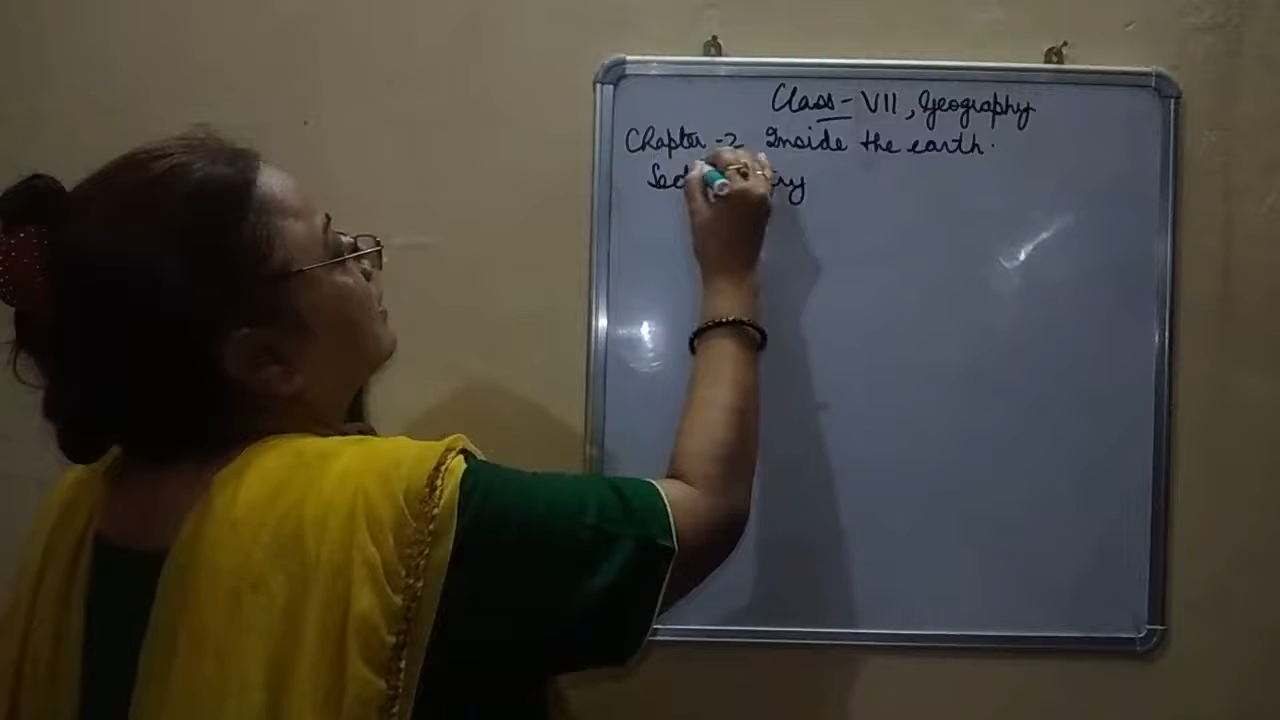 Class - VII, Geography
Chapter - 2 Inside the earth.